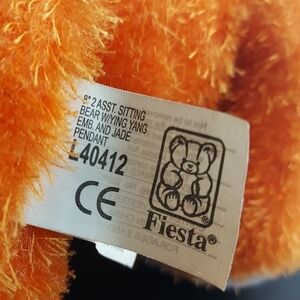 8" 2 ASST. SITTING
BEAR W/YING YANG
EMB. AND JADE
PENDANT
L40412
CE
Fiesta®